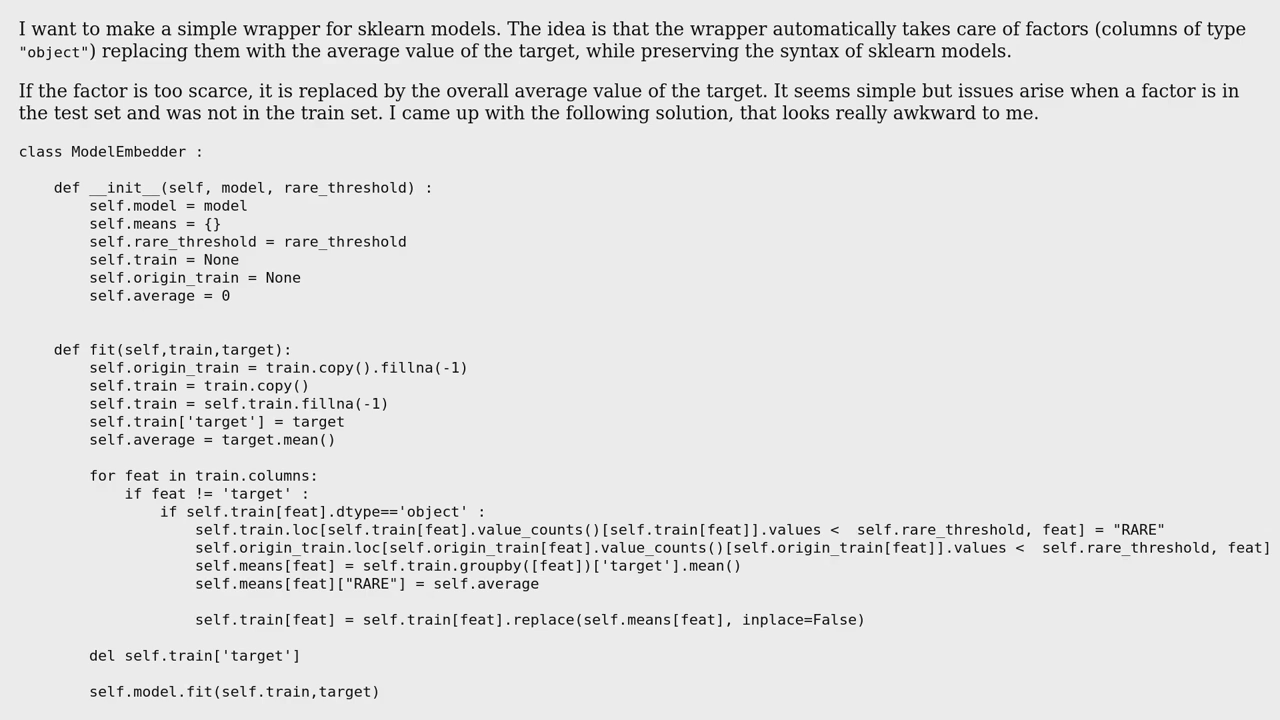 I want to make a simple wrapper for sklearn models. The idea is that the wrapper automatically takes care of factors (columns of type
"object") replacing them with the average value of the target, while preserving the syntax of sklearn models.
If the factor is too scarce, it is replaced by the overall average value of the target. It seems simple but issues arise when a factor is in
the test set and was not in the train set. I came up with the following solution, that looks really awkward to me.
class ModelEmbedder :
    def __init__(self, model, rare_threshold) :
        self.model = model
        self.means = {}
        self.rare_threshold = rare_threshold
        self.train = None
        self.origin_train = None
        self.average = 0
    def fit(self,train,target):
        self.origin_train = train.copy().fillna(-1)
        self.train = train.copy()
        self.train = self.train.fillna(-1)
        self.train['target'] = target
        self.average = target.mean()
        for feat in train.columns:
            if feat != 'target' :
                if self.train[feat].dtype=='object' :
                    self.train.loc[self.train[feat].value_counts()[self.train[feat]].values <  self.rare_threshold, feat] = "RARE"
                    self.origin_train.loc[self.origin_train[feat].value_counts()[self.origin_train[feat]].values <  self.rare_threshold, feat]
                    self.means[feat] = self.train.groupby([feat])['target'].mean()
                    self.means[feat]["RARE"] = self.average
                    self.train[feat] = self.train[feat].replace(self.means[feat], inplace=False)
        del self.train['target']
        self.model.fit(self.train,target)